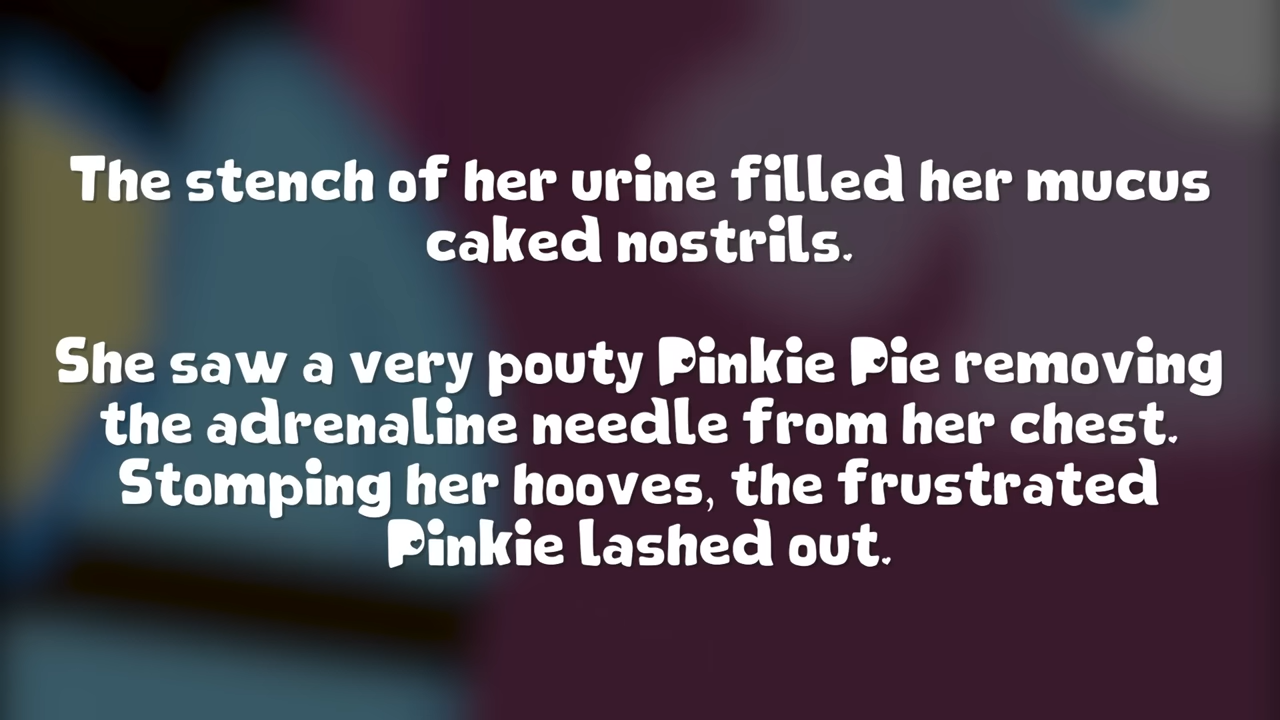 The stench of her urine filled her mucus
caked nostrils.
She saw a very pouty Pinkie Pie removing
the adrenaline needle from her chest.
Stomping her hooves, the frustrated
Pinkie lashed out.